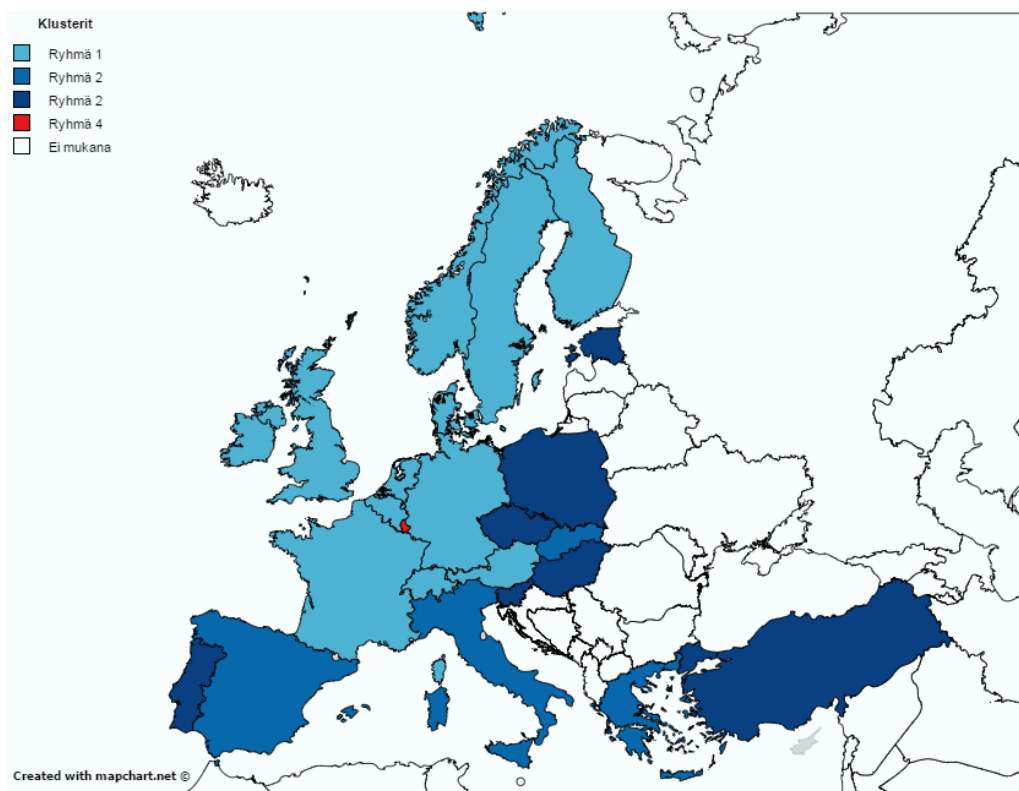 Klusterit
Ryhmä 1
Ryhmä 2
Ryhmä 2
Ryhmä 4
Ei mukana
Created with mapchart.net ©